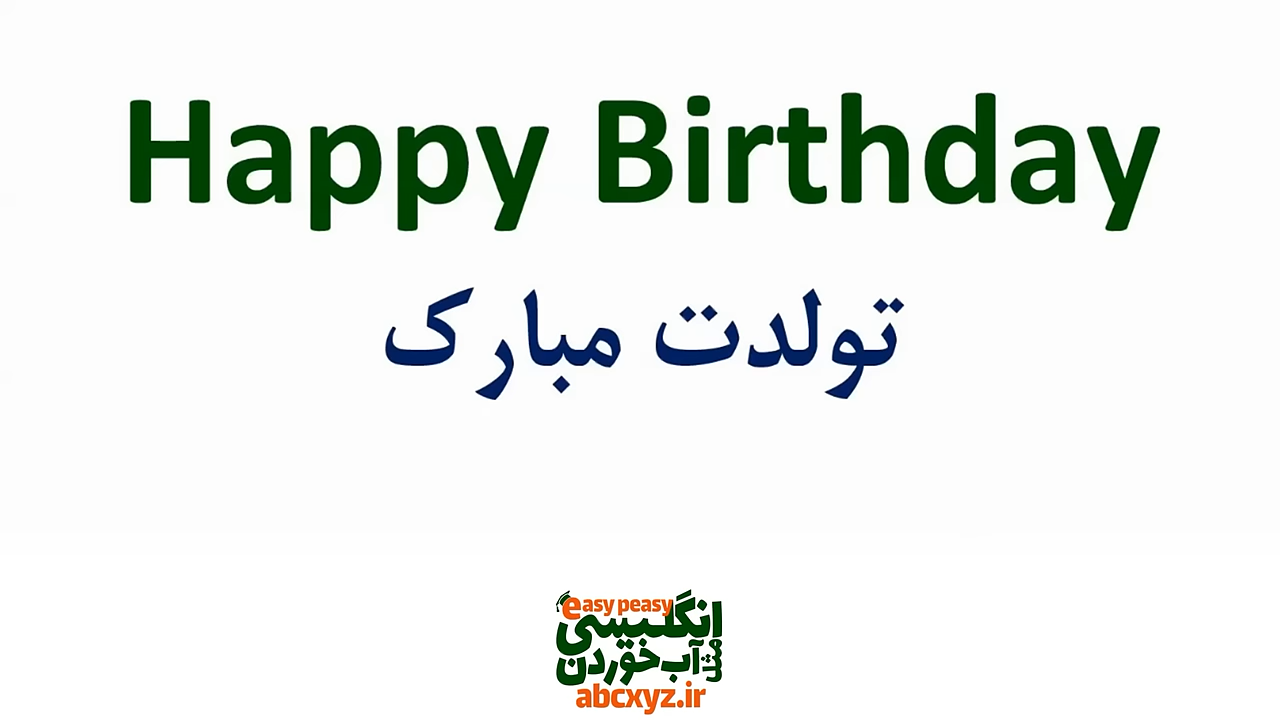 Happy Birthday
تولدت مبارک
easy peasy
انگلیسی
مثل آب خوردن
abcxyz.ir